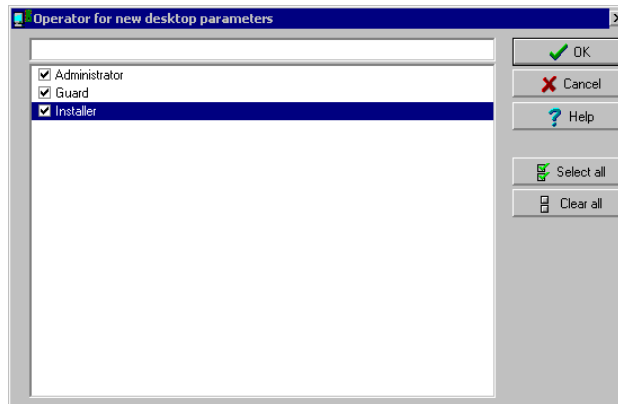 Operator for new desktop parameters
OK
Administrator
Cancel
Guard
Installer
Help
Select all
Clear all